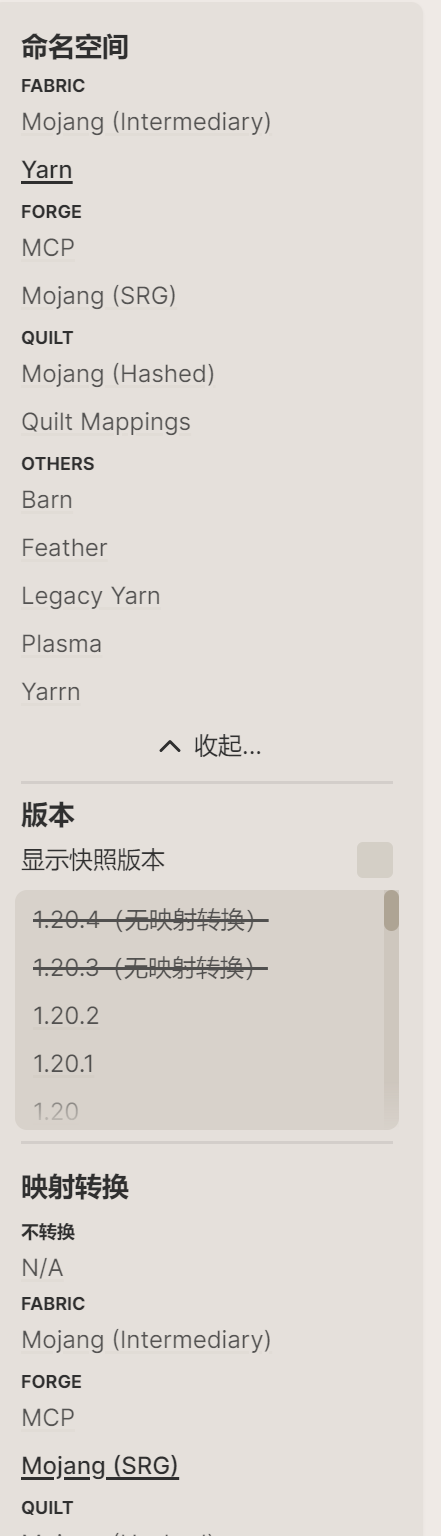 命名空间
FABRIC
Mojang (Intermediary)
Yarn
FORGE
MCP
Mojang (SRG)
QUILT
Mojang (Hashed)
Quilt Mappings
OTHERS
Barn
Feather
Legacy Yarn
Plasma
Yarrn
收起...
版本
显示快照版本
1.20.4（无映射转换）
1.20.3（无映射转换）
1.20.2
1.20.1
1.20
映射转换
不转换
N/A
FABRIC
Mojang (Intermediary)
FORGE
MCP
Mojang (SRG)
QUILT